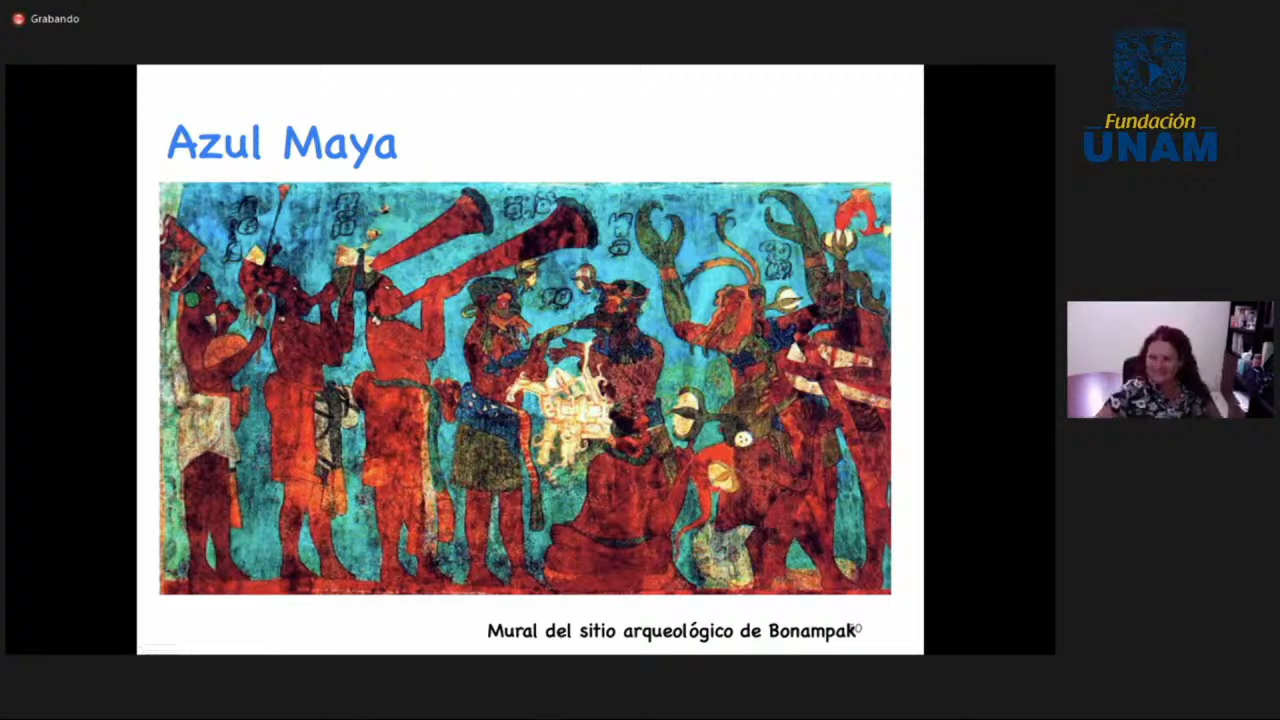 Grabando
Fundación
UNAM
Azul Maya
Mural del sitio arqueológico de Bonampak